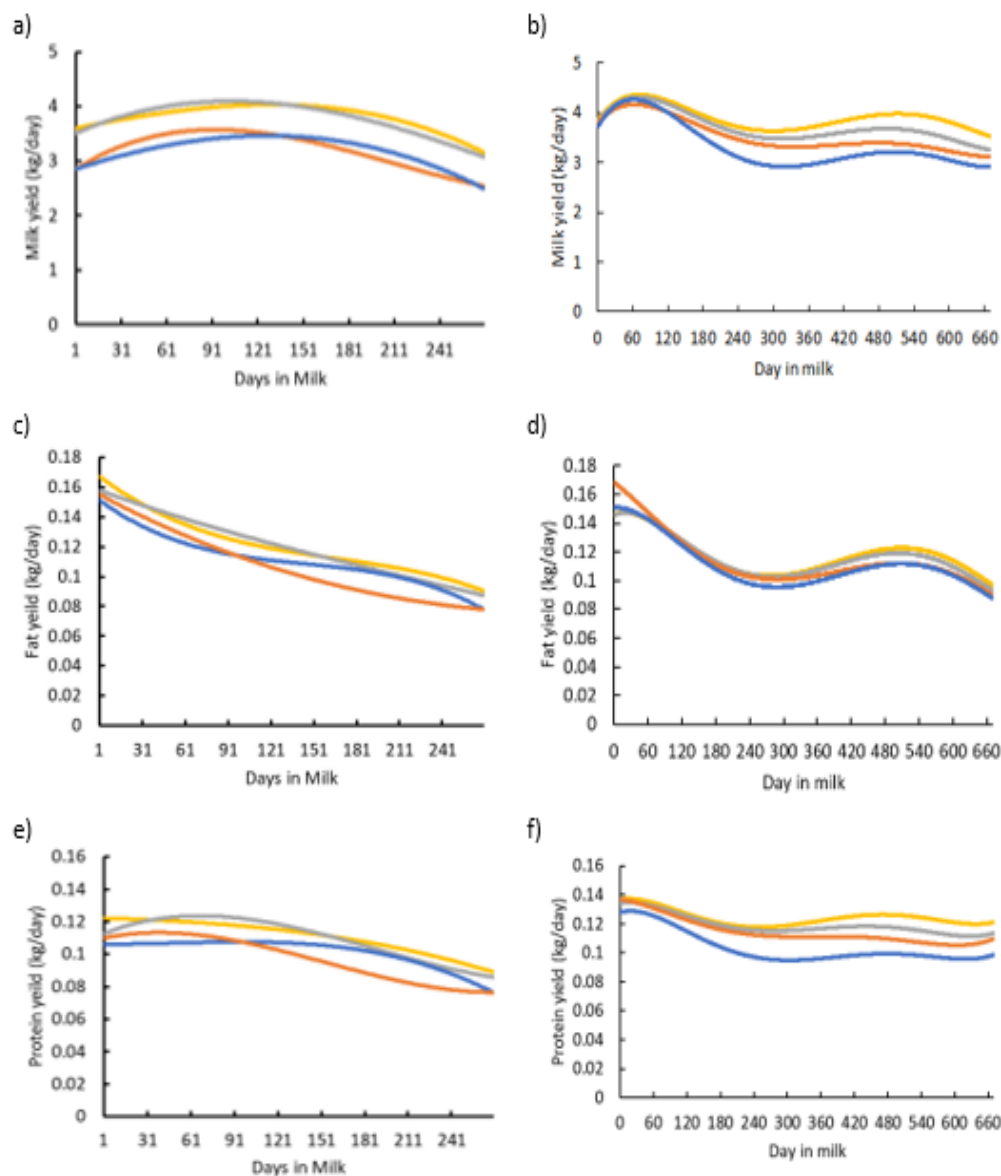 a)
5
4
3
2
1
0
Milk yield (kg/day)
1 31 61 91 121 151 181 211 241
Days in Milk
b)
5
4
3
2
1
0
Milk yield (kg/day)
0 60 120 180 240 300 360 420 480 540 600 660
Day in milk
c)
0.18
0.16
0.14
0.12
0.1
0.08
0.06
0.04
0.02
0
Fat yeild (kg/day)
1 31 61 91 121 151 181 211 241
Days in Milk
d)
0.18
0.16
0.14
0.12
0.1
0.08
0.06
0.04
0.02
0
Fat yield (kg/day)
0 60 120 180 240 300 360 420 480 540 600 660
Day in milk
e)
0.16
0.14
0.12
0.1
0.08
0.06
0.04
0.02
0
Protein yeild (kg/day)
1 31 61 91 121 151 181 211 241
Days in Milk
f)
0.16
0.14
0.12
0.1
0.08
0.06
0.04
0.02
0
Protein yield (kg/day)
0 60 120 180 240 300 360 420 480 540 600 660
Day in milk